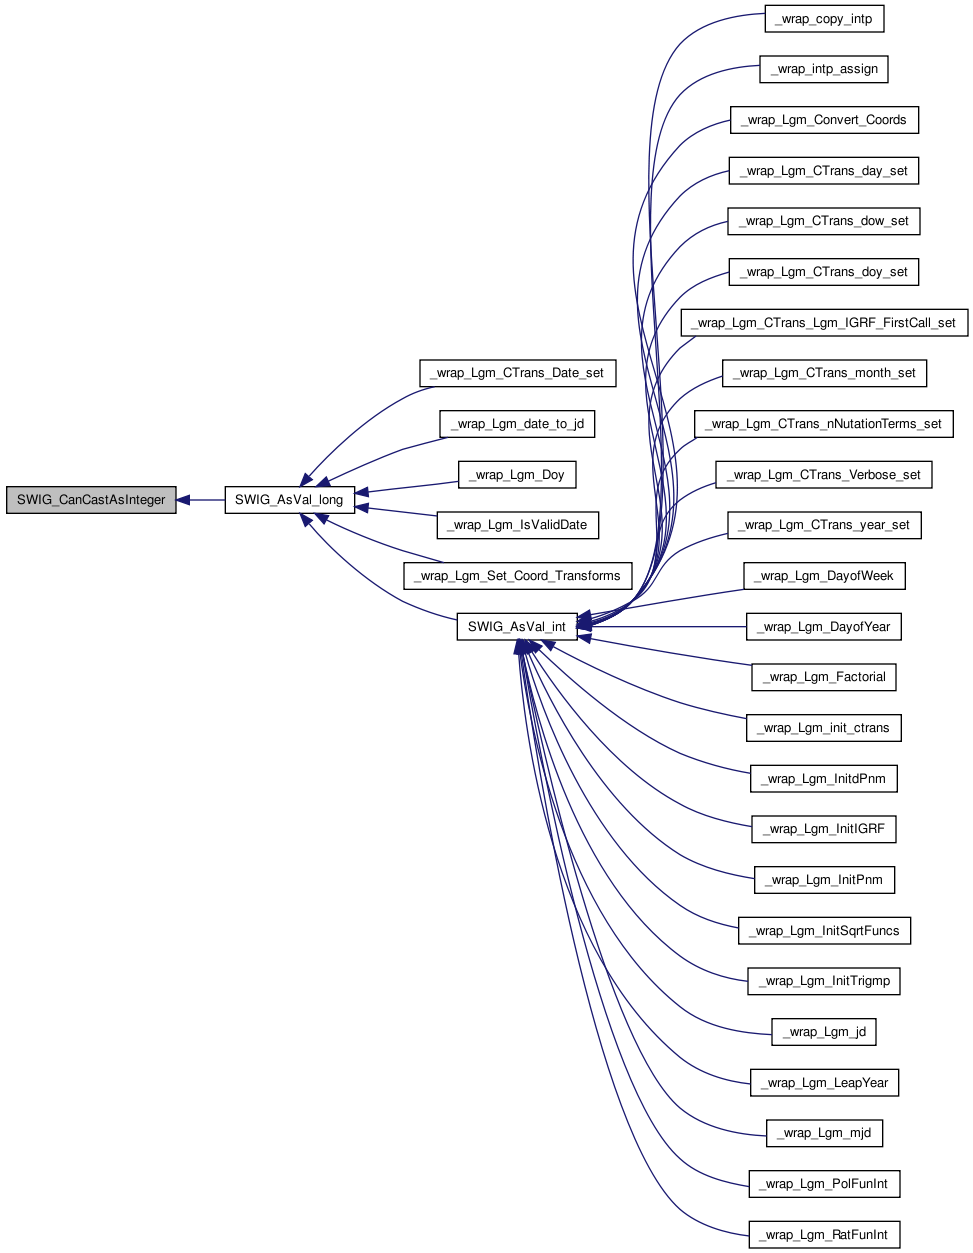 _wrap_copy_intp
_wrap_intp_assign
_wrap_Lgm_Convert_Coords
_wrap_Lgm_CTrans_day_set
_wrap_Lgm_CTrans_dow_set
_wrap_Lgm_CTrans_doy_set
_wrap_Lgm_CTrans_Lgm_IGRF_FirstCall_set
_wrap_Lgm_CTrans_Date_set
_wrap_Lgm_CTrans_month_set
_wrap_Lgm_date_to_jd
_wrap_Lgm_CTrans_nNutationTerms_set
_wrap_Lgm_Doy
_wrap_Lgm_CTrans_Verbose_set
SWIG_CanCastAsInteger
SWIG_AsVal_long
_wrap_Lgm_IsValidDate
_wrap_Lgm_CTrans_year_set
_wrap_Lgm_Set_Coord_Transforms
_wrap_Lgm_DayofWeek
SWIG_AsVal_int
_wrap_Lgm_DayofYear
_wrap_Lgm_Factorial
_wrap_Lgm_init_ctrans
_wrap_Lgm_InitdPnm
_wrap_Lgm_InitIGRF
_wrap_Lgm_InitPnm
_wrap_Lgm_InitSqrtFuncs
_wrap_Lgm_InitTrigmp
_wrap_Lgm_jd
_wrap_Lgm_LeapYear
_wrap_Lgm_mjd
_wrap_Lgm_PolFunInt
_wrap_Lgm_RatFunInt